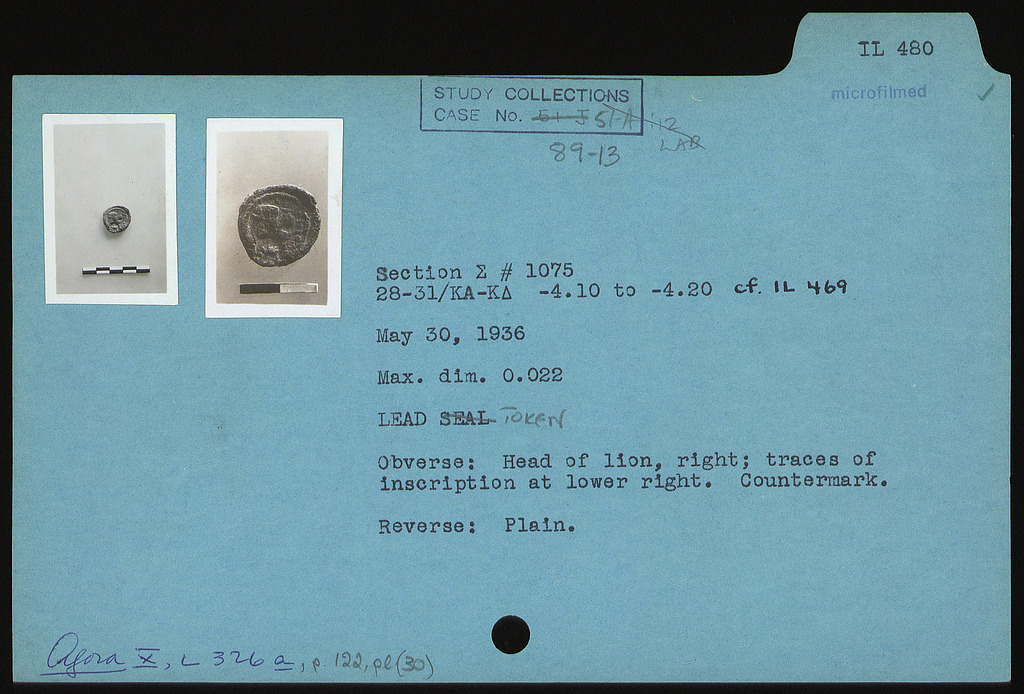 IL 480
microfilmed
STUDY COLLECTIONS
CASE No. 51-A
89-13
LAB
Section Σ # 1075
28-31/ΚΑ-ΚΔ -4.10 to -4.20 cf. IL 469
May 30, 1936
Max. dim. 0.022
LEAD SEAL TOKEN
Obverse: Head of lion, right; traces of
inscription at lower right. Countermark.
Reverse: Plain.
Agora X, L 326 a, p. 122, pl (30)